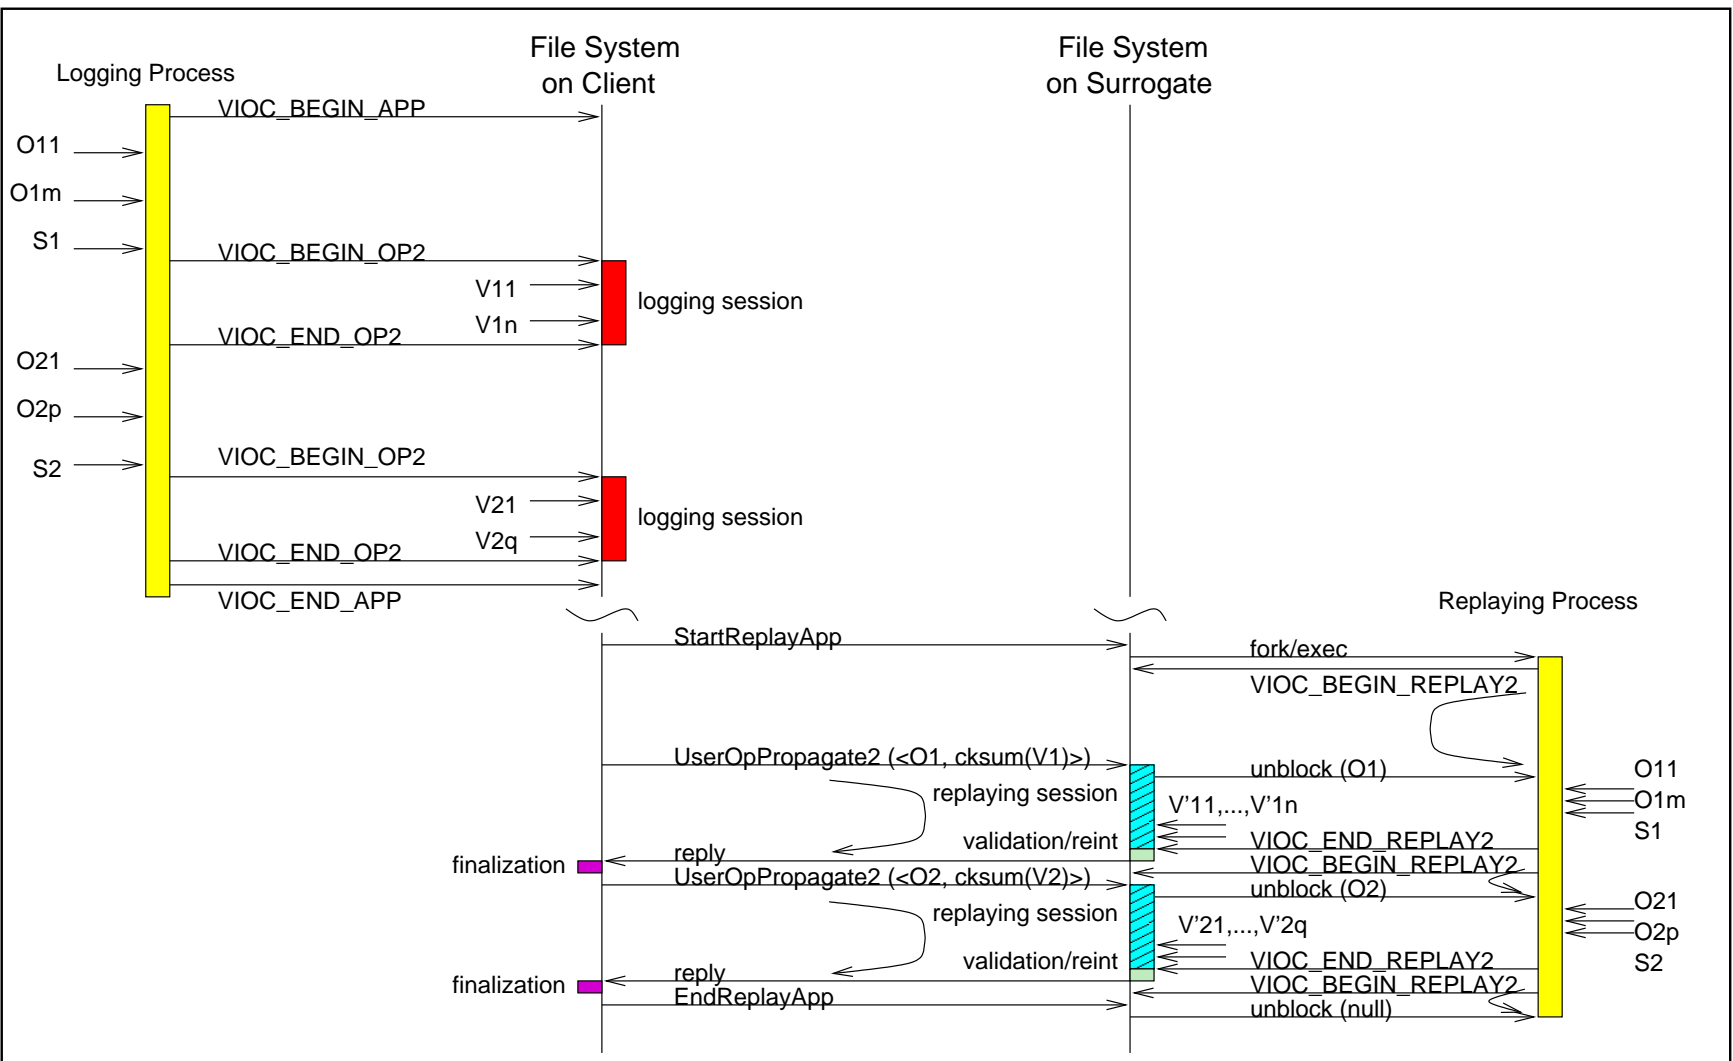 File System
on Client
File System
on Surrogate
Logging Process
VIOC_BEGIN_APP
O11
O1m
S1
VIOC_BEGIN_OP2
V11
logging session
V1n
VIOC_END_OP2
O21
O2p
S2
VIOC_BEGIN_OP2
V21
logging session
V2q
VIOC_END_OP2
VIOC_END_APP
Replaying Process
StartReplayApp
fork/exec
VIOC_BEGIN_REPLAY2
UserOpPropagate2 (<O1, cksum(V1)>)
unblock (O1)
O11
replaying session
V'11,...,V'1n
O1m
S1
validation/reint
VIOC_END_REPLAY2
reply
finalization
VIOC_BEGIN_REPLAY2
UserOpPropagate2 (<O2, cksum(V2)>)
unblock (O2)
O21
replaying session
V'21,...,V'2q
O2p
validation/reint
VIOC_END_REPLAY2
S2
reply
finalization
VIOC_BEGIN_REPLAY2
EndReplayApp
unblock (null)